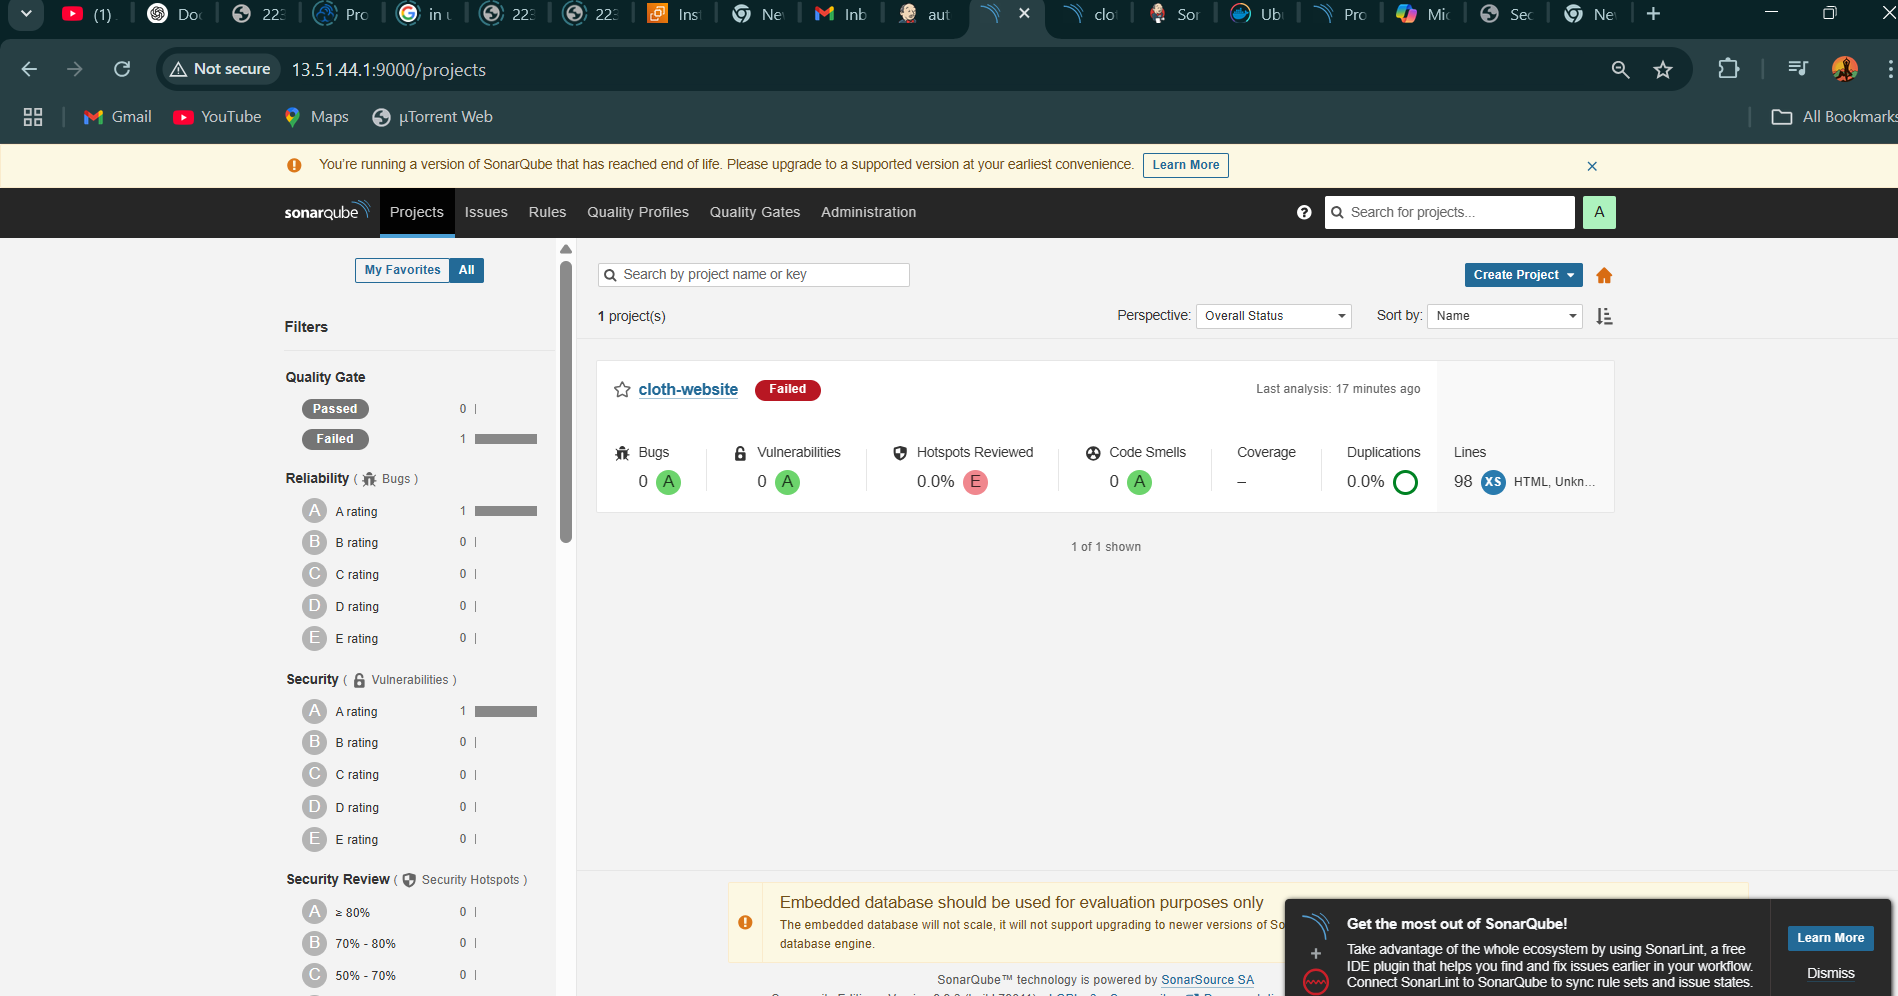 (1)
Do
223
Pro
in u
223
223
Inst
Ne
Inb
aut
clot
Son
Ub
Pro
Mic
Sec
Ne
Not secure
13.51.44.1:9000/projects
Gmail
YouTube
Maps
µTorrent Web
All Bookmarks
You're running a version of SonarQube that has reached end of life. Please upgrade to a supported version at your earliest convenience. Learn More
sonarqube Projects Issues Rules Quality Profiles Quality Gates Administration Search for projects... A
My Favorites All
Filters
Quality Gate
Passed 0
Failed 1
Reliability ( Bugs )
A A rating 1
B B rating 0
C C rating 0
D D rating 0
E E rating 0
Security ( Vulnerabilities )
A A rating 1
B B rating 0
C C rating 0
D D rating 0
E E rating 0
Security Review ( Security Hotspots )
A ≥ 80% 0
B 70% - 80% 0
C 50% - 70% 0
Search by project name or key
Create Project
1 project(s)
Perspective: Overall Status Sort by: Name
cloth-website Failed Last analysis: 17 minutes ago
Bugs Vulnerabilities Hotspots Reviewed Code Smells Coverage Duplications Lines
0 A 0 A 0.0% E 0 A – 0.0% 98 XS HTML, Unkn...
1 of 1 shown
Embedded database should be used for evaluation purposes only
The embedded database will not scale, it will not support upgrading to newer versions of So
database engine.
SonarQube™ technology is powered by SonarSource SA
Get the most out of SonarQube!
Take advantage of the whole ecosystem by using SonarLint, a free
IDE plugin that helps you find and fix issues earlier in your workflow.
Connect SonarLint to SonarQube to sync rule sets and issue states.
Learn More
Dismiss